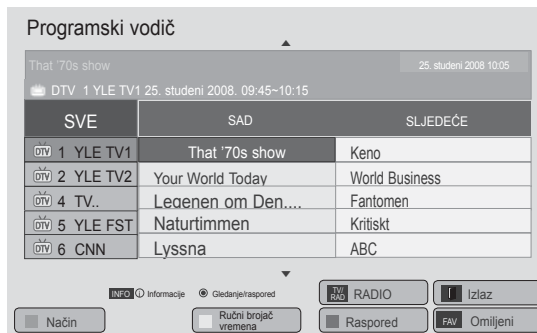 Programski vodič
That '70s show 25. studeni 2008 10:05
DTV 1 YLE TV1 25. studeni 2008. 09:45~10:15
SVE SAD SLJEDEĆE
DTV 1 YLE TV1 That '70s show Keno
DTV 2 YLE TV2 Your World Today World Business
DTV 4 TV.. Legenen om Den.... Fantomen
DTV 5 YLE FST Naturtimmen Kritiskt
DTV 6 CNN Lyssna ABC
INFO i Informacije Gledanje/raspored TV/RAD RADIO Izlaz
Način Ručni brojač vremena Raspored FAV Omiljeni